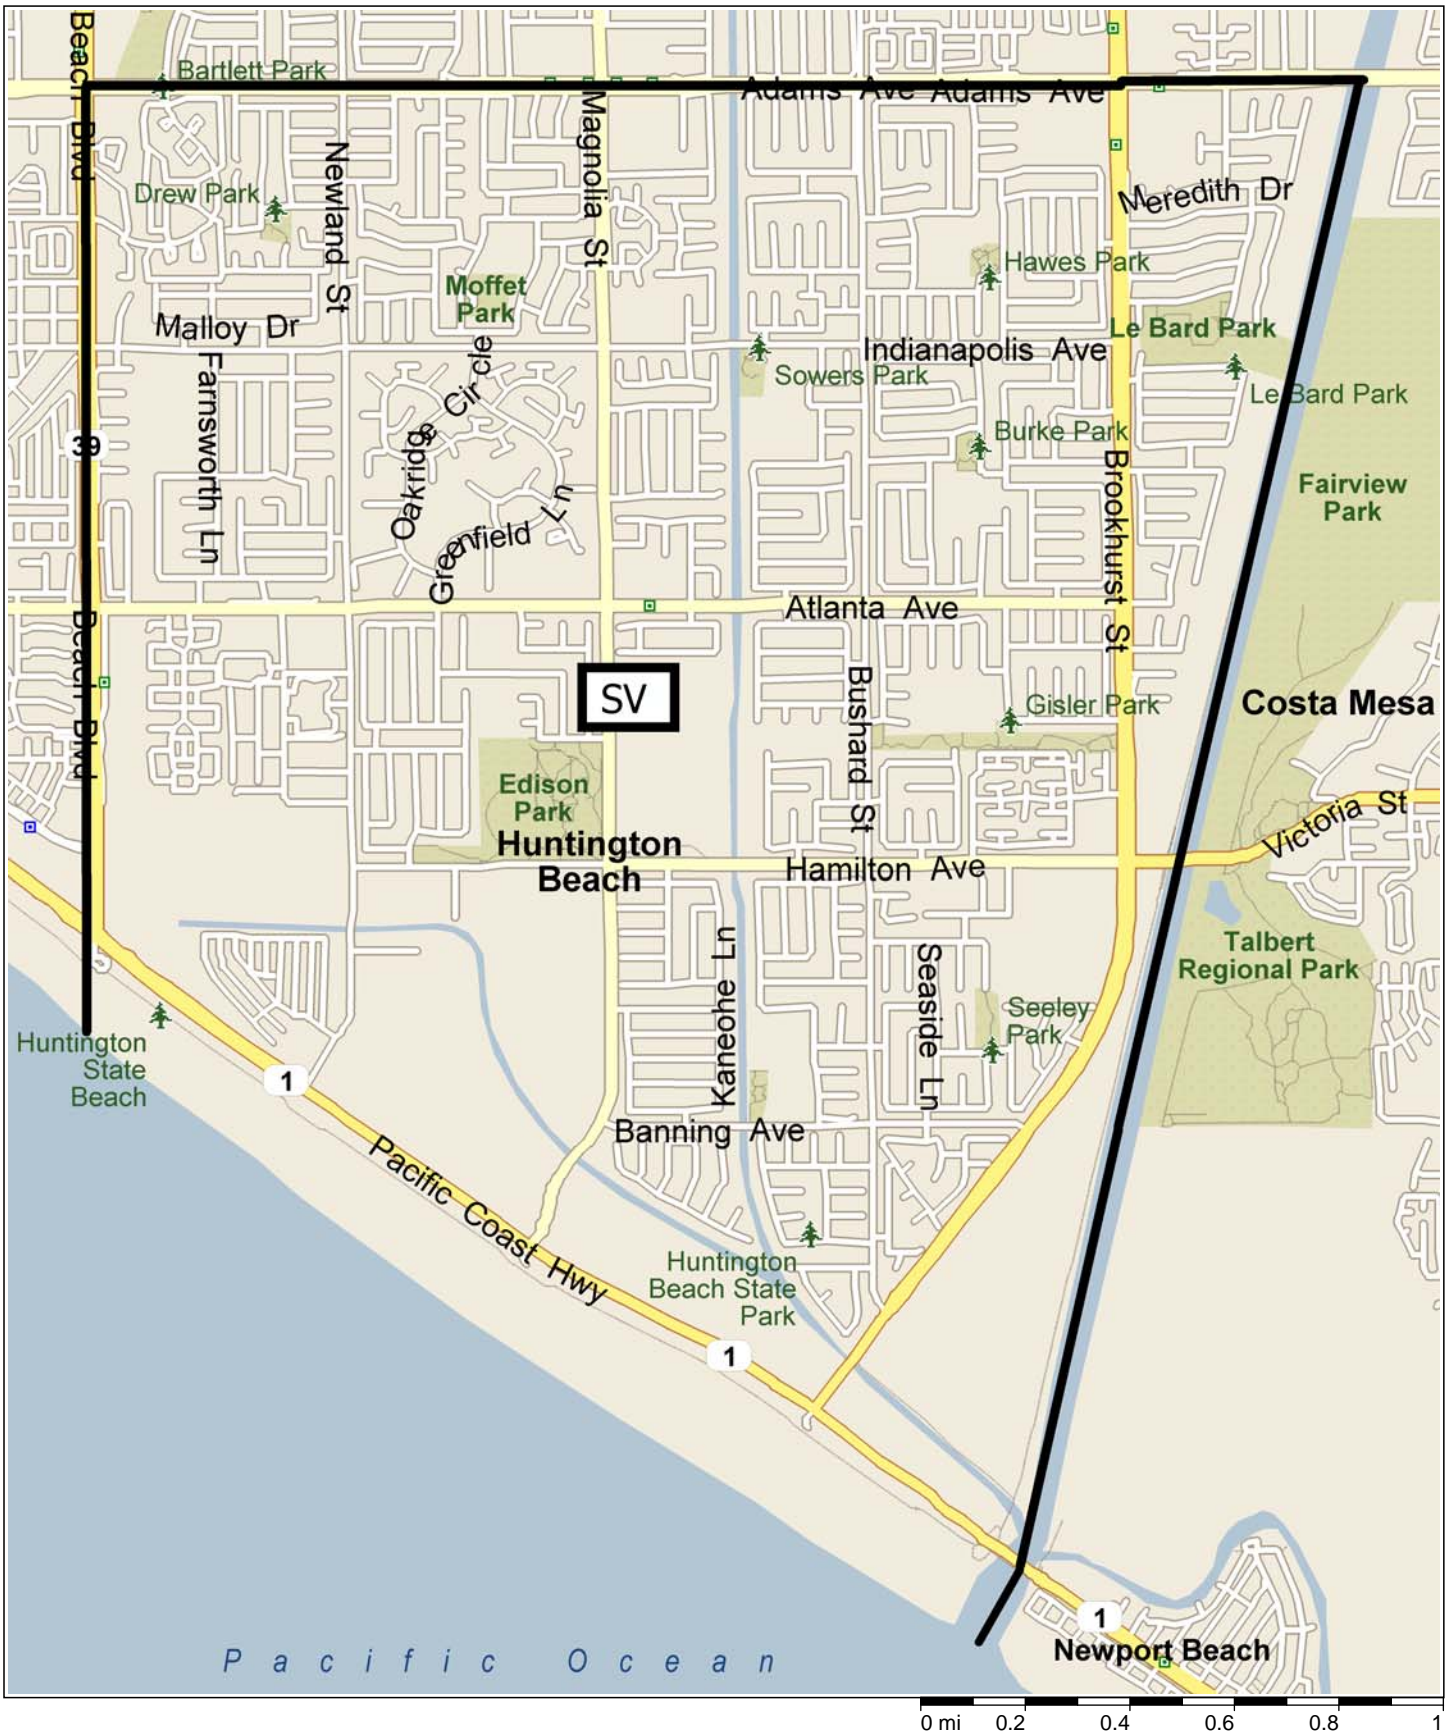 Beach Blvd
Bartlett Park
Adams Ave
Adams Ave
Magnolia St
Newland St
Drew Park
Meredith Dr
Hawes Park
Moffet
Park
Malloy Dr
Le Bard Park
Indianapolis Ave
Sowers Park
Le Bard Park
Farnsworth Ln
Oakridge Circle
39
Burke Park
Brookhurst St
Fairview
Park
Greenfield Ln
Atlanta Ave
Beach Blvd
SV
Bushard St
Gisler Park
Costa Mesa
Edison
Park
Huntington
Beach
Victoria St
Hamilton Ave
Kaneohe Ln
Seaside Ln
Talbert
Regional Park
Seeley
Park
Huntington
State
Beach
1
Banning Ave
Pacific Coast Hwy
Huntington
Beach State
Park
1
1
Newport Beach
Pacific Ocean
0 mi 0.2 0.4 0.6 0.8 1